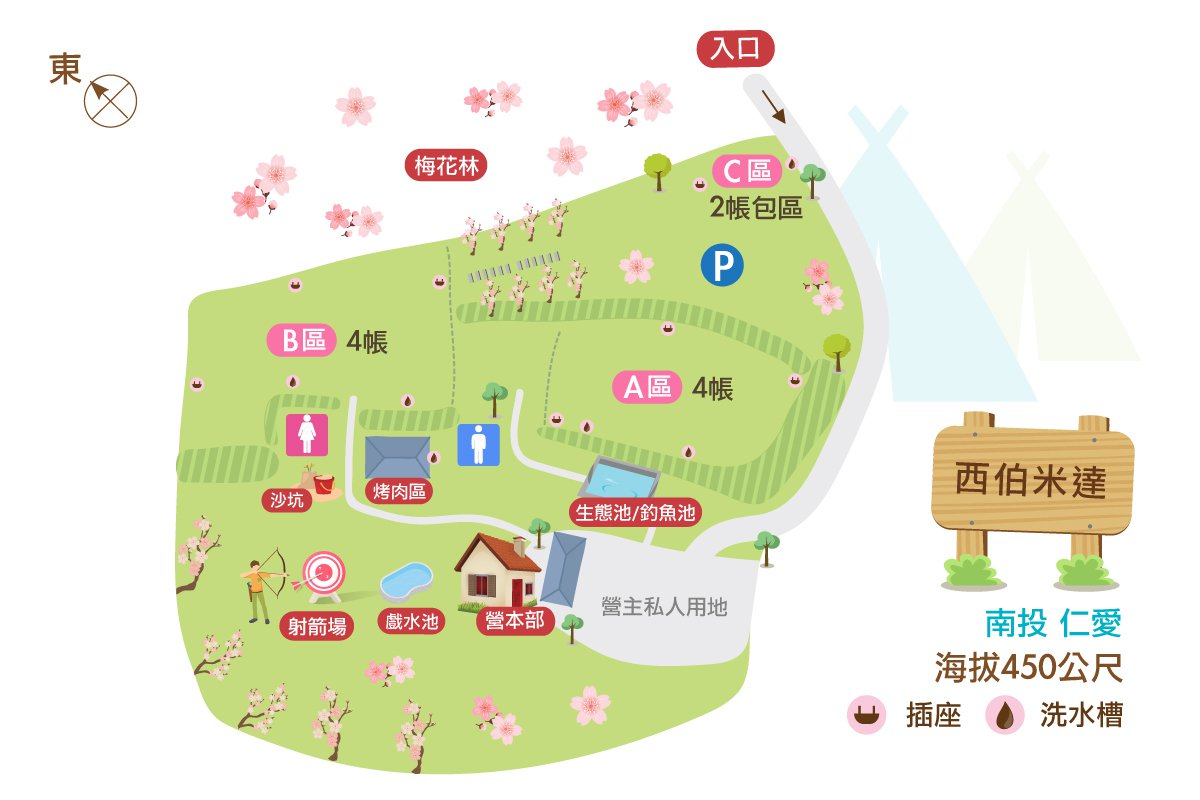 東
入口
梅花林
C區
2帳包區
P
B區 4帳
A區 4帳
沙坑
烤肉區
生態池/釣魚池
射箭場
戲水池
營本部
營主私人用地
西伯米達
南投 仁愛
海拔450公尺
插座
洗水槽